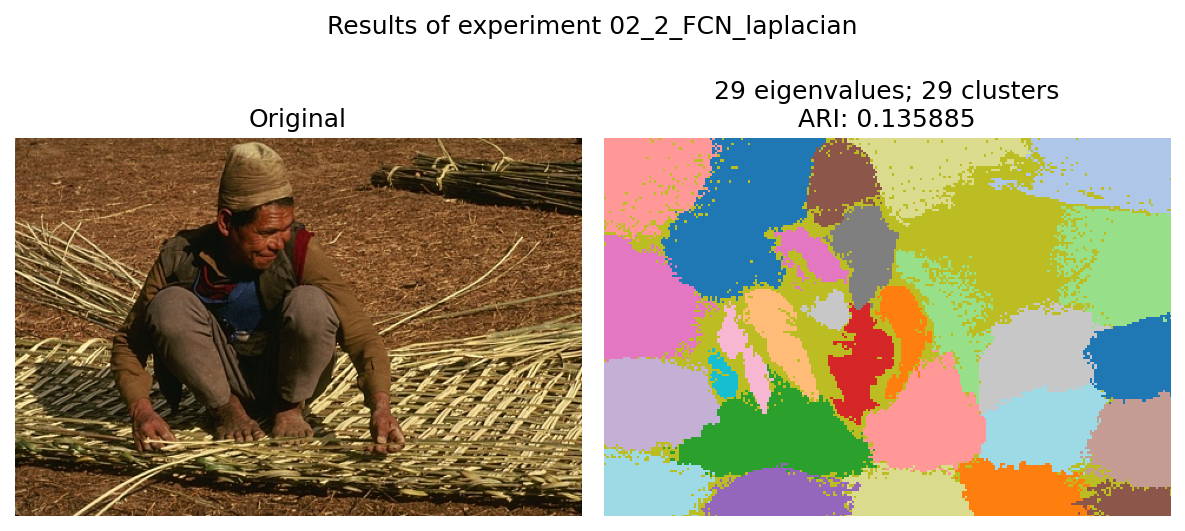 Results of experiment 02_2_FCN_laplacian
Original
29 eigenvalues; 29 clusters
ARI: 0.135885